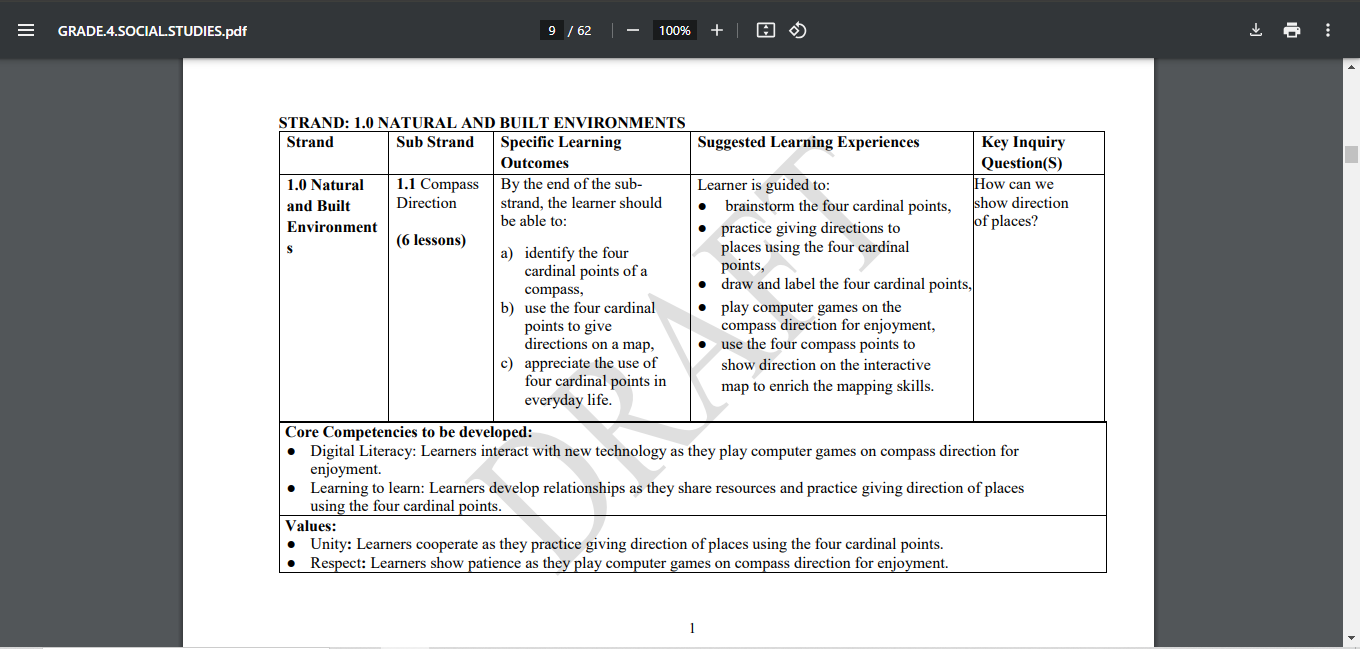 GRADE.4.SOCIAL.STUDIES.pdf
9 / 62
100%
STRAND: 1.0 NATURAL AND BUILT ENVIRONMENTS
Strand
Sub Strand
Specific Learning
Outcomes
Suggested Learning Experiences
Key Inquiry
Question(S)
1.0 Natural
and Built
Environment
s
1.1 Compass
Direction
(6 lessons)
By the end of the sub-
strand, the learner should
be able to:
a) identify the four
cardinal points of a
compass,
b) use the four cardinal
points to give
directions on a map,
c) appreciate the use of
four cardinal points in
everyday life.
Learner is guided to:
● brainstorm the four cardinal points,
● practice giving directions to
places using the four cardinal
points,
● draw and label the four cardinal points,
● play computer games on the
compass direction for enjoyment,
● use the four compass points to
show direction on the interactive
map to enrich the mapping skills.
How can we
show direction
of places?
Core Competencies to be developed:
● Digital Literacy: Learners interact with new technology as they play computer games on compass direction for
enjoyment.
● Learning to learn: Learners develop relationships as they share resources and practice giving direction of places
using the four cardinal points.
Values:
● Unity: Learners cooperate as they practice giving direction of places using the four cardinal points.
● Respect: Learners show patience as they play computer games on compass direction for enjoyment.
DRAFT
1